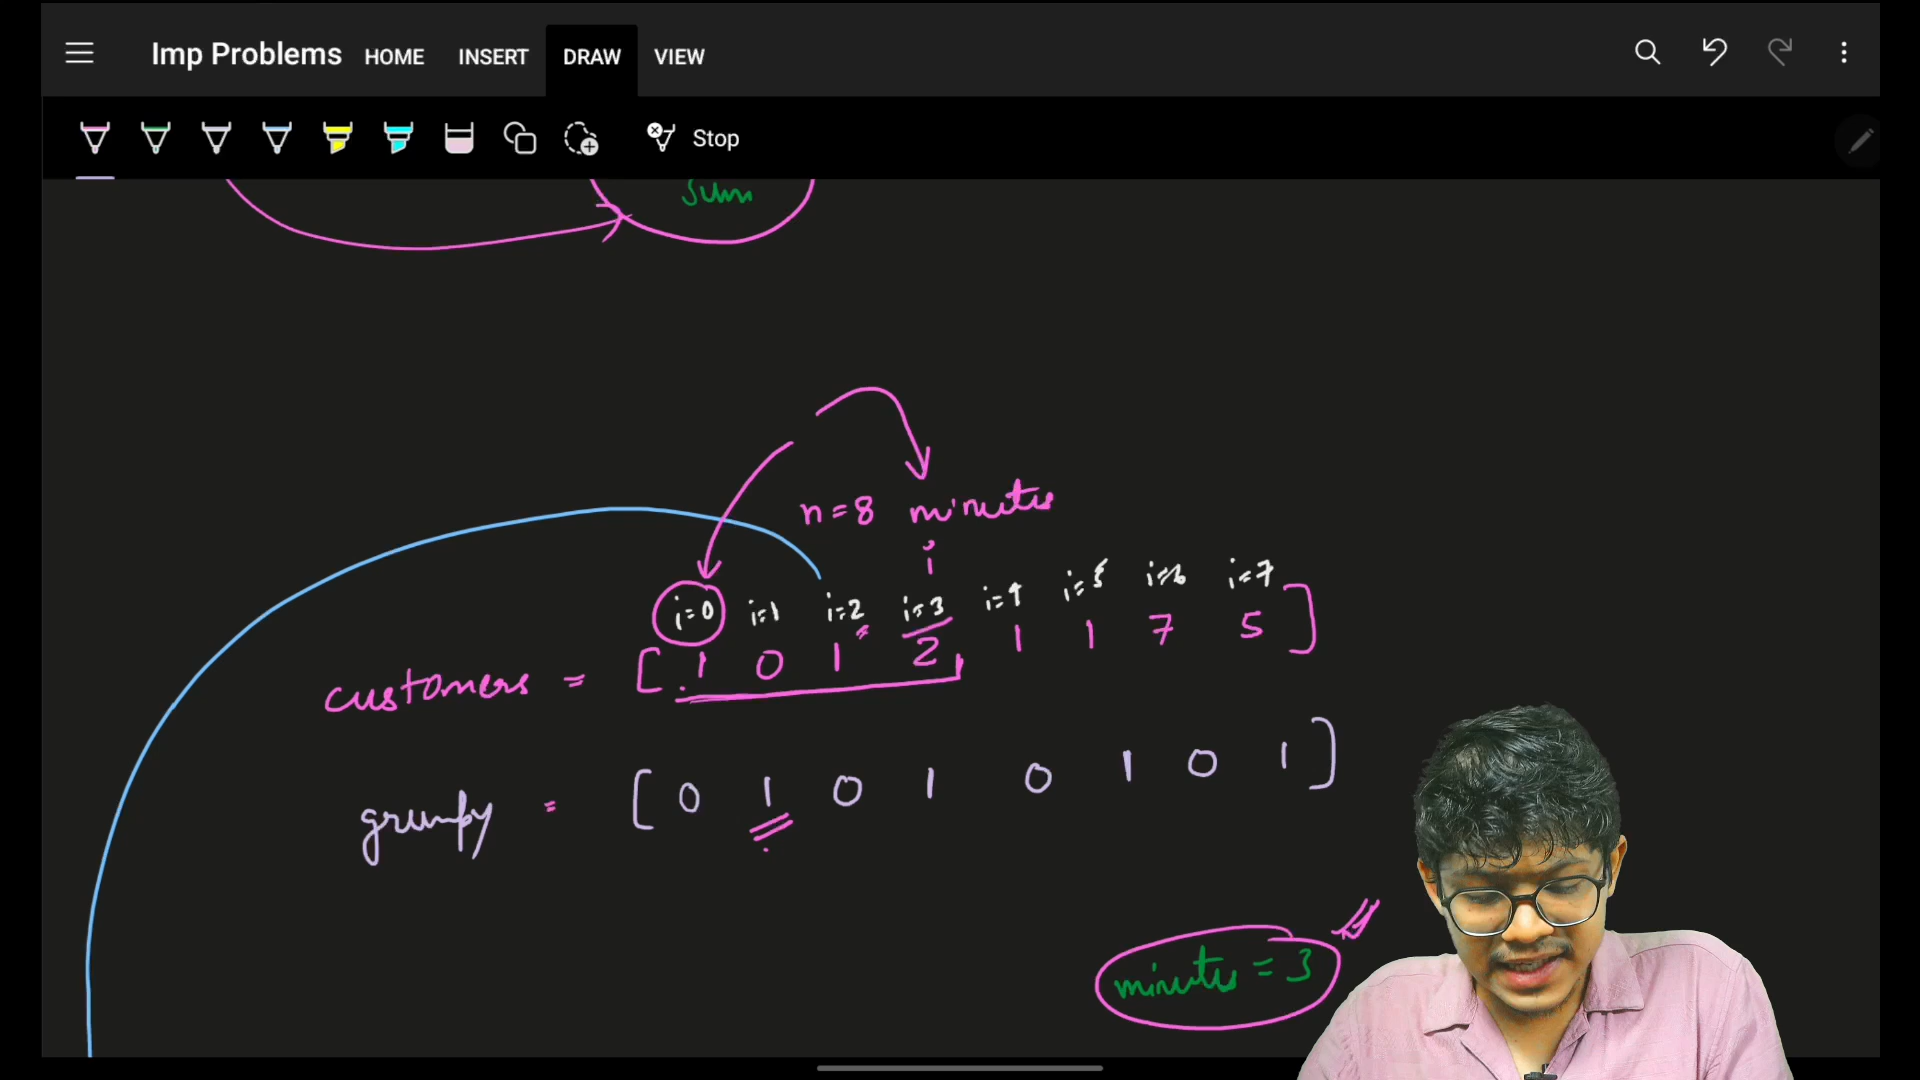 Imp Problems HOME INSERT DRAW VIEW
Stop
Sum
n=8 minutes
i
i=0 i=1 i=2 i=3 i=4 i=5 i=6 i=7
customers = [ 1 0 1 2 1 1 7 5 ]
grumpy = [ 0 1 0 1 0 1 0 1 ]
minutes = 3